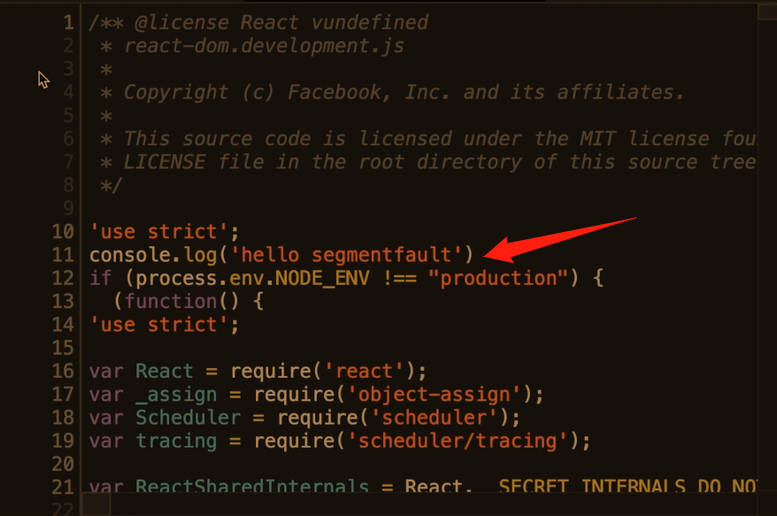 1 /** @license React vundefined
2 * react-dom.development.js
3 *
4 * Copyright (c) Facebook, Inc. and its affiliates.
5 *
6 * This source code is licensed under the MIT license
7 * LICENSE file in the root directory of this source tree
8 */
9
10 'use strict';
11 console.log('hello segmentfault')
12 if (process.env.NODE_ENV !== "production") {
13 (function() {
14 'use strict';
15
16 var React = require('react');
17 var _assign = require('object-assign');
18 var Scheduler = require('scheduler');
19 var tracing = require('scheduler/tracing');
20
21 var ReactSharedInternals = React.__SECRET_INTERNALS_DO
22